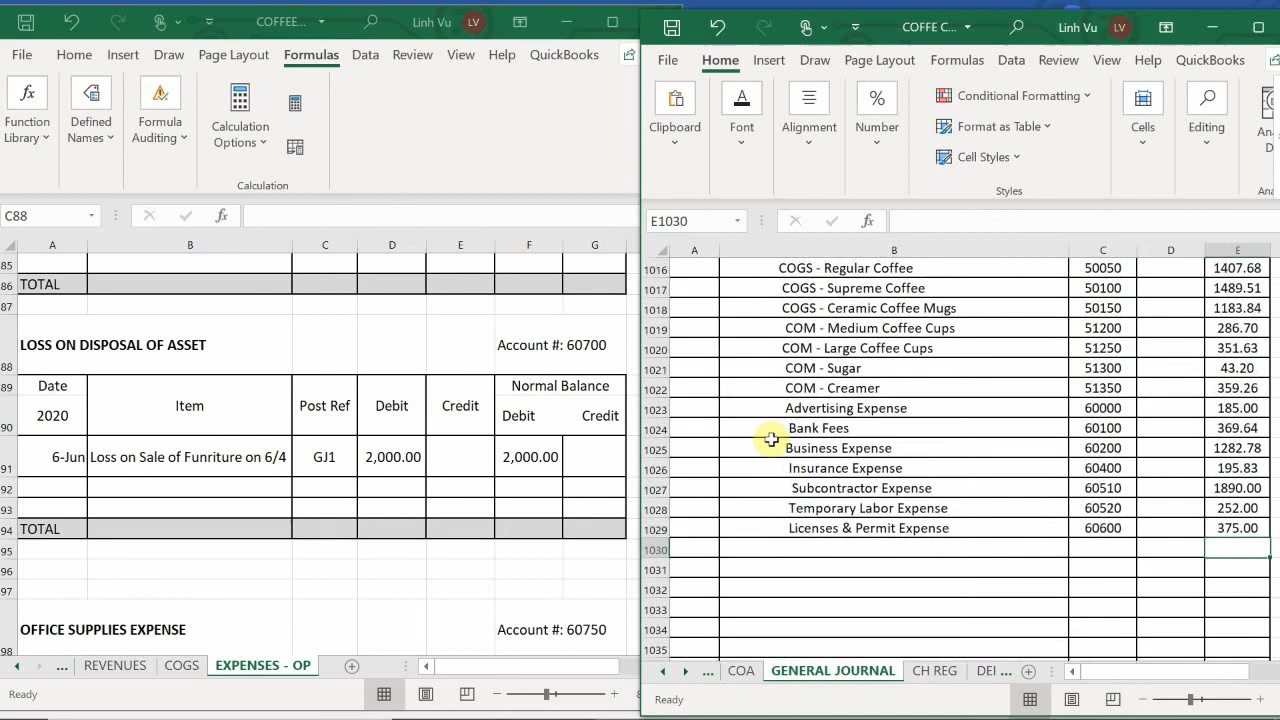 COFFEE... Linh Vu LV
File Home Insert Draw Page Layout Formulas Data Review View Help QuickBooks
fx
Function Library
Defined Names
Formula Auditing
Calculation Options
Calculation
C88 fx
A B C D E F G
85
86 TOTAL
87
88 LOSS ON DISPOSAL OF ASSET Account #: 60700
89 Date Item Post Ref Debit Credit Normal Balance
90 2020 Debit Credit
91 6-Jun Loss on Sale of Funriture on 6/4 GJ1 2,000.00 2,000.00
92
93
94 TOTAL
95
96
97
98 OFFICE SUPPLIES EXPENSE Account #: 60750
... REVENUES COGS EXPENSES - OP
Ready
COFFE C... Linh Vu LV
File Home Insert Draw Page Layout Formulas Data Review View Help QuickBooks
Clipboard
Font
Alignment
%
Number
Conditional Formatting
Format as Table
Cell Styles
Styles
Cells
Editing
E1030 fx
A B C D E
1016 COGS - Regular Coffee 50050 1407.68
1017 COGS - Supreme Coffee 50100 1489.51
1018 COGS - Ceramic Coffee Mugs 50150 1183.84
1019 COM - Medium Coffee Cups 51200 286.70
1020 COM - Large Coffee Cups 51250 351.63
1021 COM - Sugar 51300 43.20
1022 COM - Creamer 51350 359.26
1023 Advertising Expense 60000 185.00
1024 Bank Fees 60100 369.64
1025 Business Expense 60200 1282.78
1026 Insurance Expense 60400 195.83
1027 Subcontractor Expense 60510 1890.00
1028 Temporary Labor Expense 60520 252.00
1029 Licenses & Permit Expense 60600 375.00
1030
1031
1032
1033
1034
1035
... COA GENERAL JOURNAL CH REG DEI ...
Ready